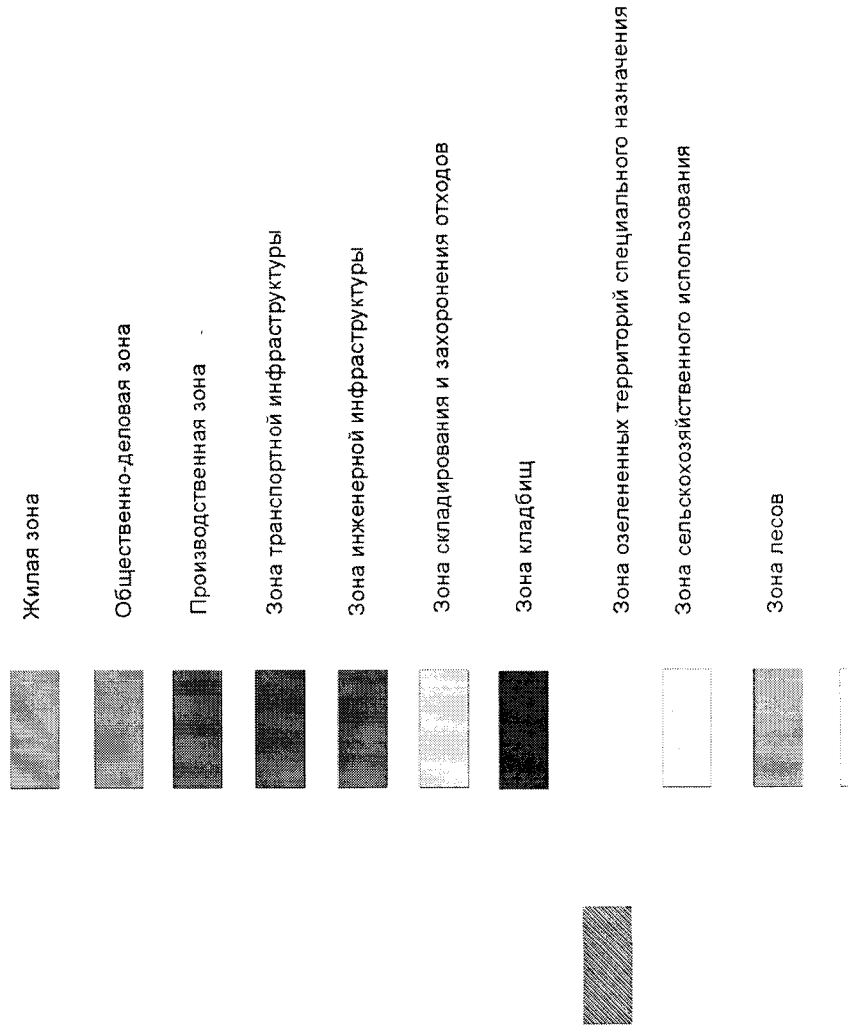 Жилая зона
Общественно-деловая зона
Производственная зона
Зона транспортной инфраструктуры
Зона инженерной инфраструктуры
Зона складирования и захоронения отходов
Зона кладбищ
Зона озелененных территорий специального назначения
Зона сельскохозяйственного использования
Зона лесов